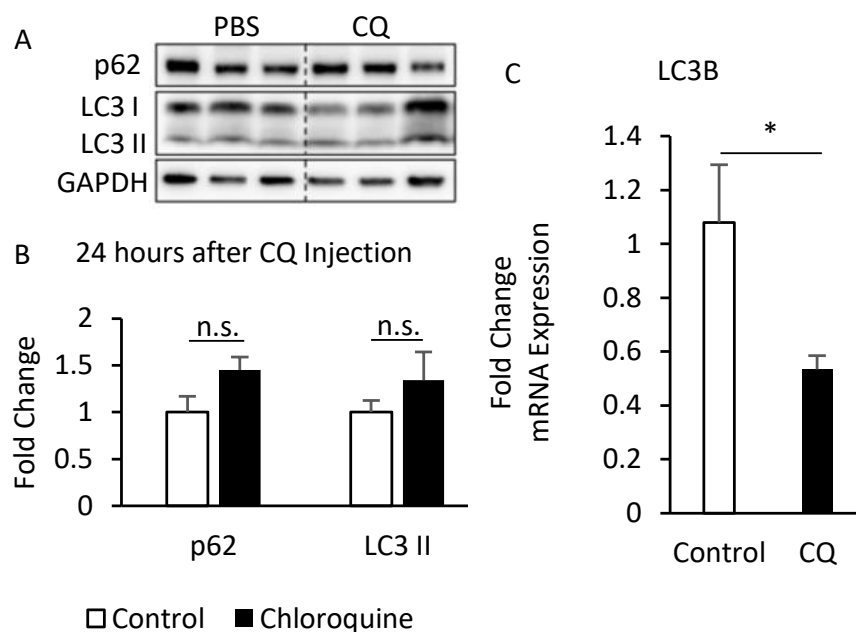 A
PBS
CQ
p62
LC3 I
LC3 II
GAPDH
B
24 hours after CQ Injection
Fold Change
2
1.5
1
0.5
0
n.s.
n.s.
p62
LC3 II
Control
Chloroquine
C
LC3B
Fold Change
mRNA Expression
1.4
1.2
1
0.8
0.6
0.4
0.2
0
*
Control
CQ